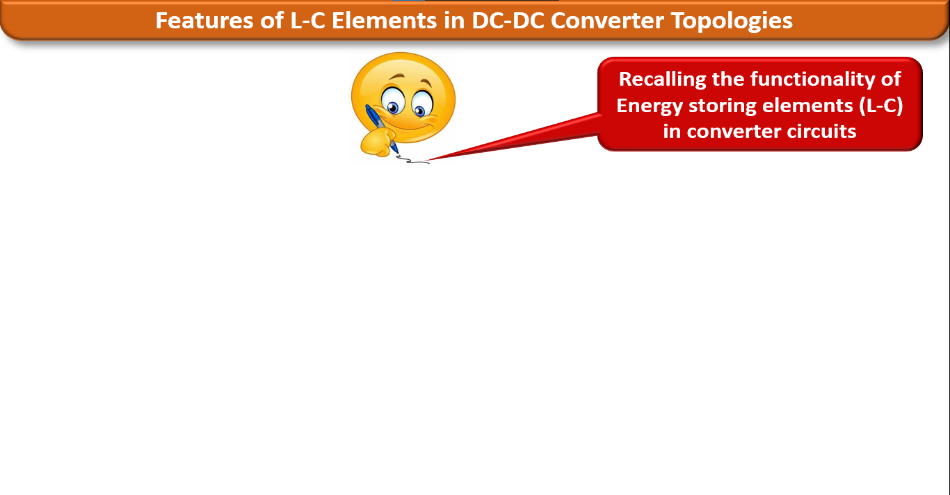 Features of L-C Elements in DC-DC Converter Topologies
Recalling the functionality of
Energy storing elements (L-C)
in converter circuits